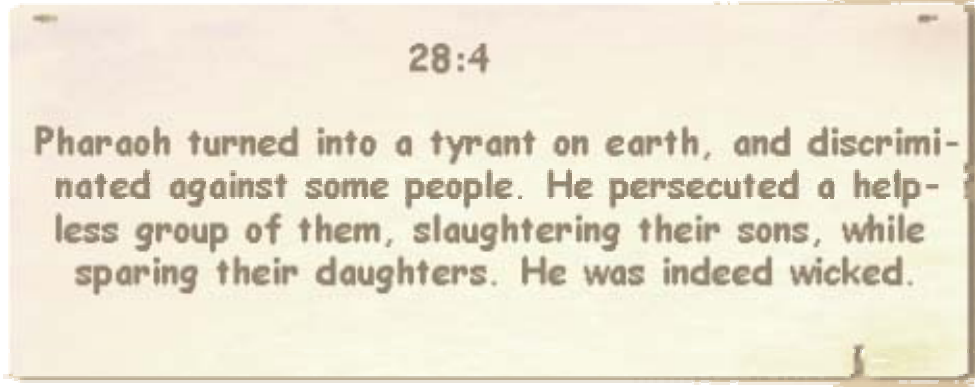 28:4
Pharaoh turned into a tyrant on earth, and discrimi-
nated against some people. He persecuted a help-
less group of them, slaughtering their sons, while
sparing their daughters. He was indeed wicked.